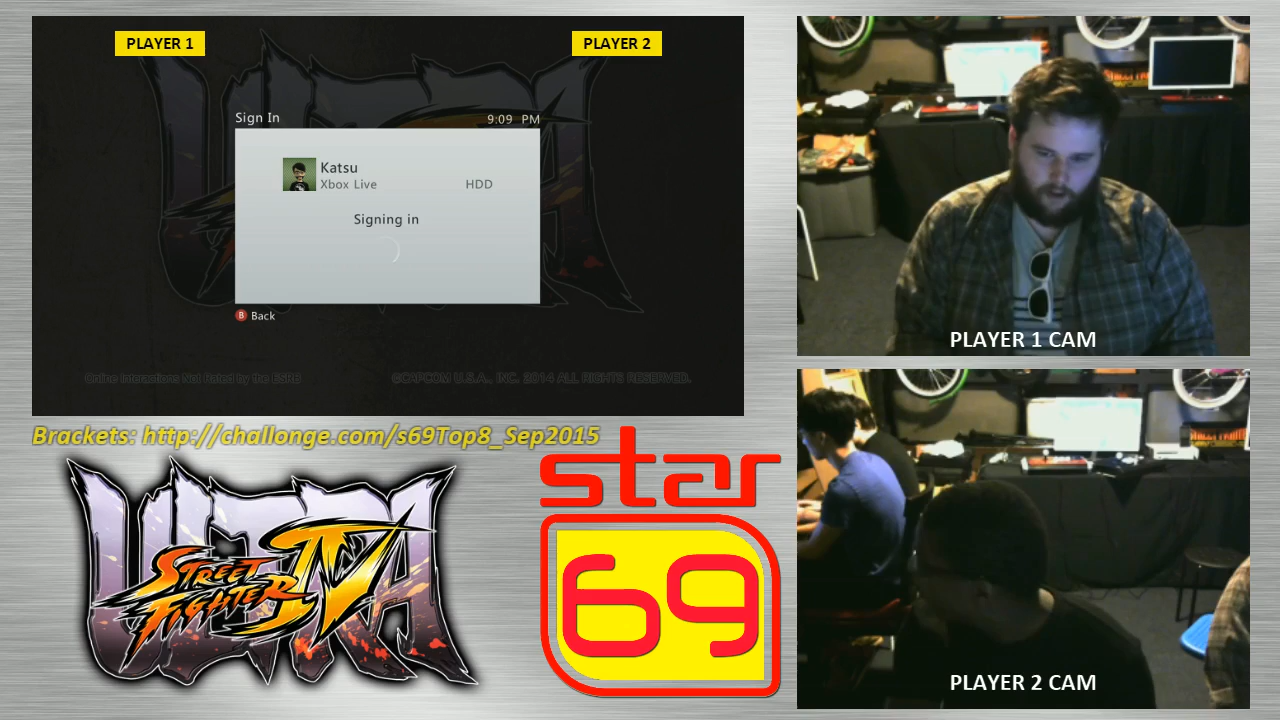 PLAYER 1
PLAYER 2
Sign In
9:09 PM
Katsu
Xbox Live
HDD
Signing in
B Back
Online Interactions Not Rated by the ESRB
©CAPCOM U.S.A., INC. 2014 ALL RIGHTS RESERVED.
Brackets: http://challonge.com/s69Top8_Sep2015
ULTRA
STREET FIGHTER IV
star
69
PLAYER 1 CAM
PLAYER 2 CAM